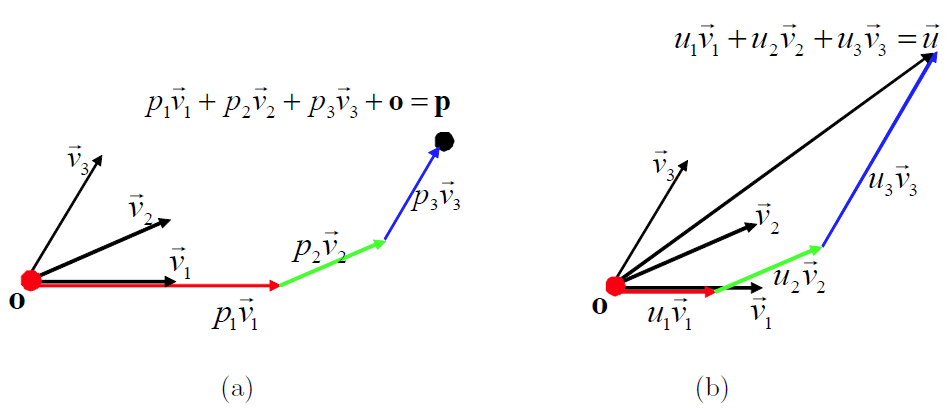 p₁v⃗₁ + p₂v⃗₂ + p₃v⃗₃ + o = p
v⃗₃
v⃗₂
v⃗₁
o
p₁v⃗₁
p₂v⃗₂
p₃v⃗₃
(a)
u₁v⃗₁ + u₂v⃗₂ + u₃v⃗₃ = u⃗
v⃗₃
v⃗₂
v⃗₁
o
u₁v⃗₁
u₂v⃗₂
u₃v⃗₃
(b)